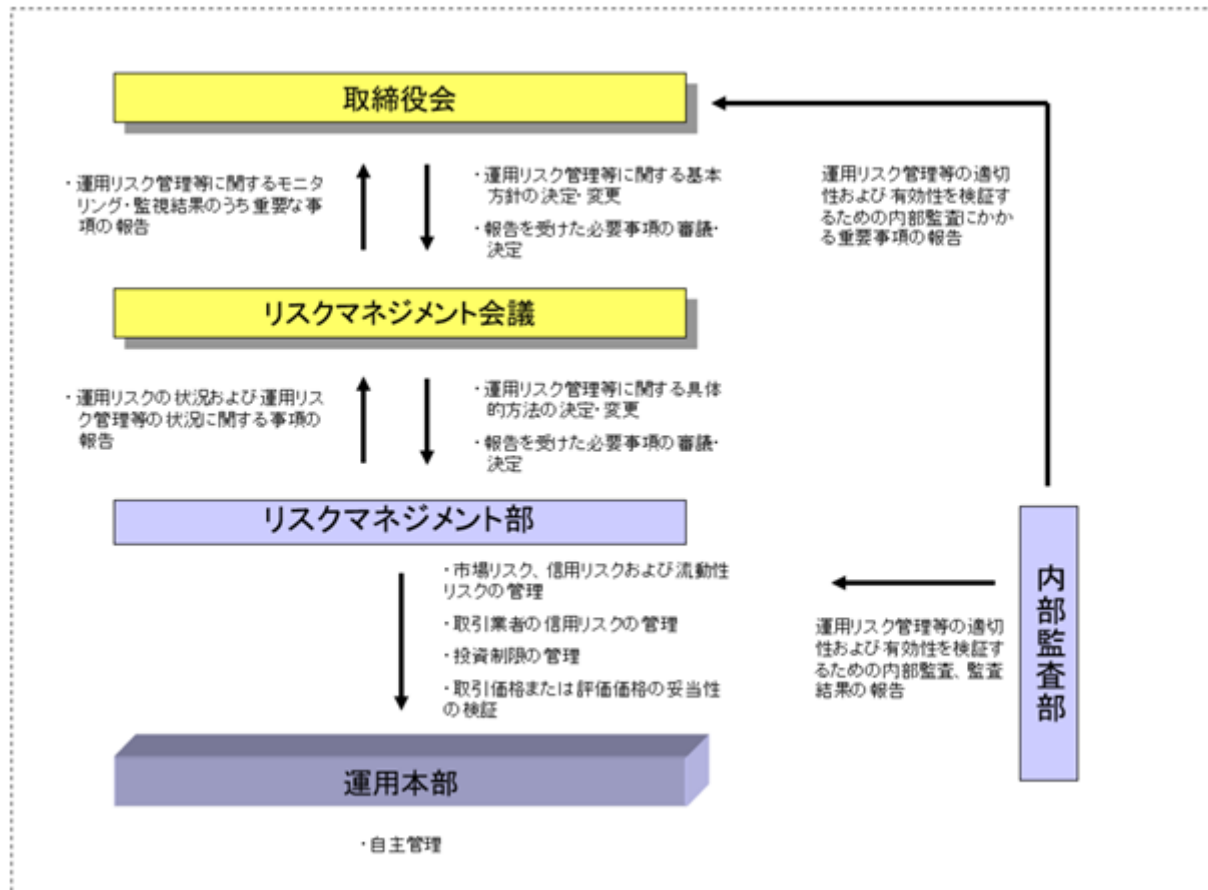 取締役会
・運用リスク管理等に関するモニ
タリング・監視結果のうち重要な事
項の報告
・運用リスク管理等に関する基本
方針の決定・変更
・報告を受けた必要事項の審議・
決定
運用リスク管理等の適切
性および有効性を検証す
るための内部監査にかか
る重要事項の報告
リスクマネジメント会議
・運用リスクの状況および運用リス
ク管理等の状況に関する事項の
報告
・運用リスク管理等に関する具体
的方法の決定・変更
・報告を受けた必要事項の審議・
決定
リスクマネジメント部
・市場リスク、信用リスクおよび流動性
リスクの管理
・取引業者の信用リスクの管理
・投資制限の管理
・取引価格または評価価格の妥当性
の検証
運用リスク管理等の適切
性および有効性を検証す
るための内部監査、監査
結果の報告
内部監査部
運用本部
・自主管理